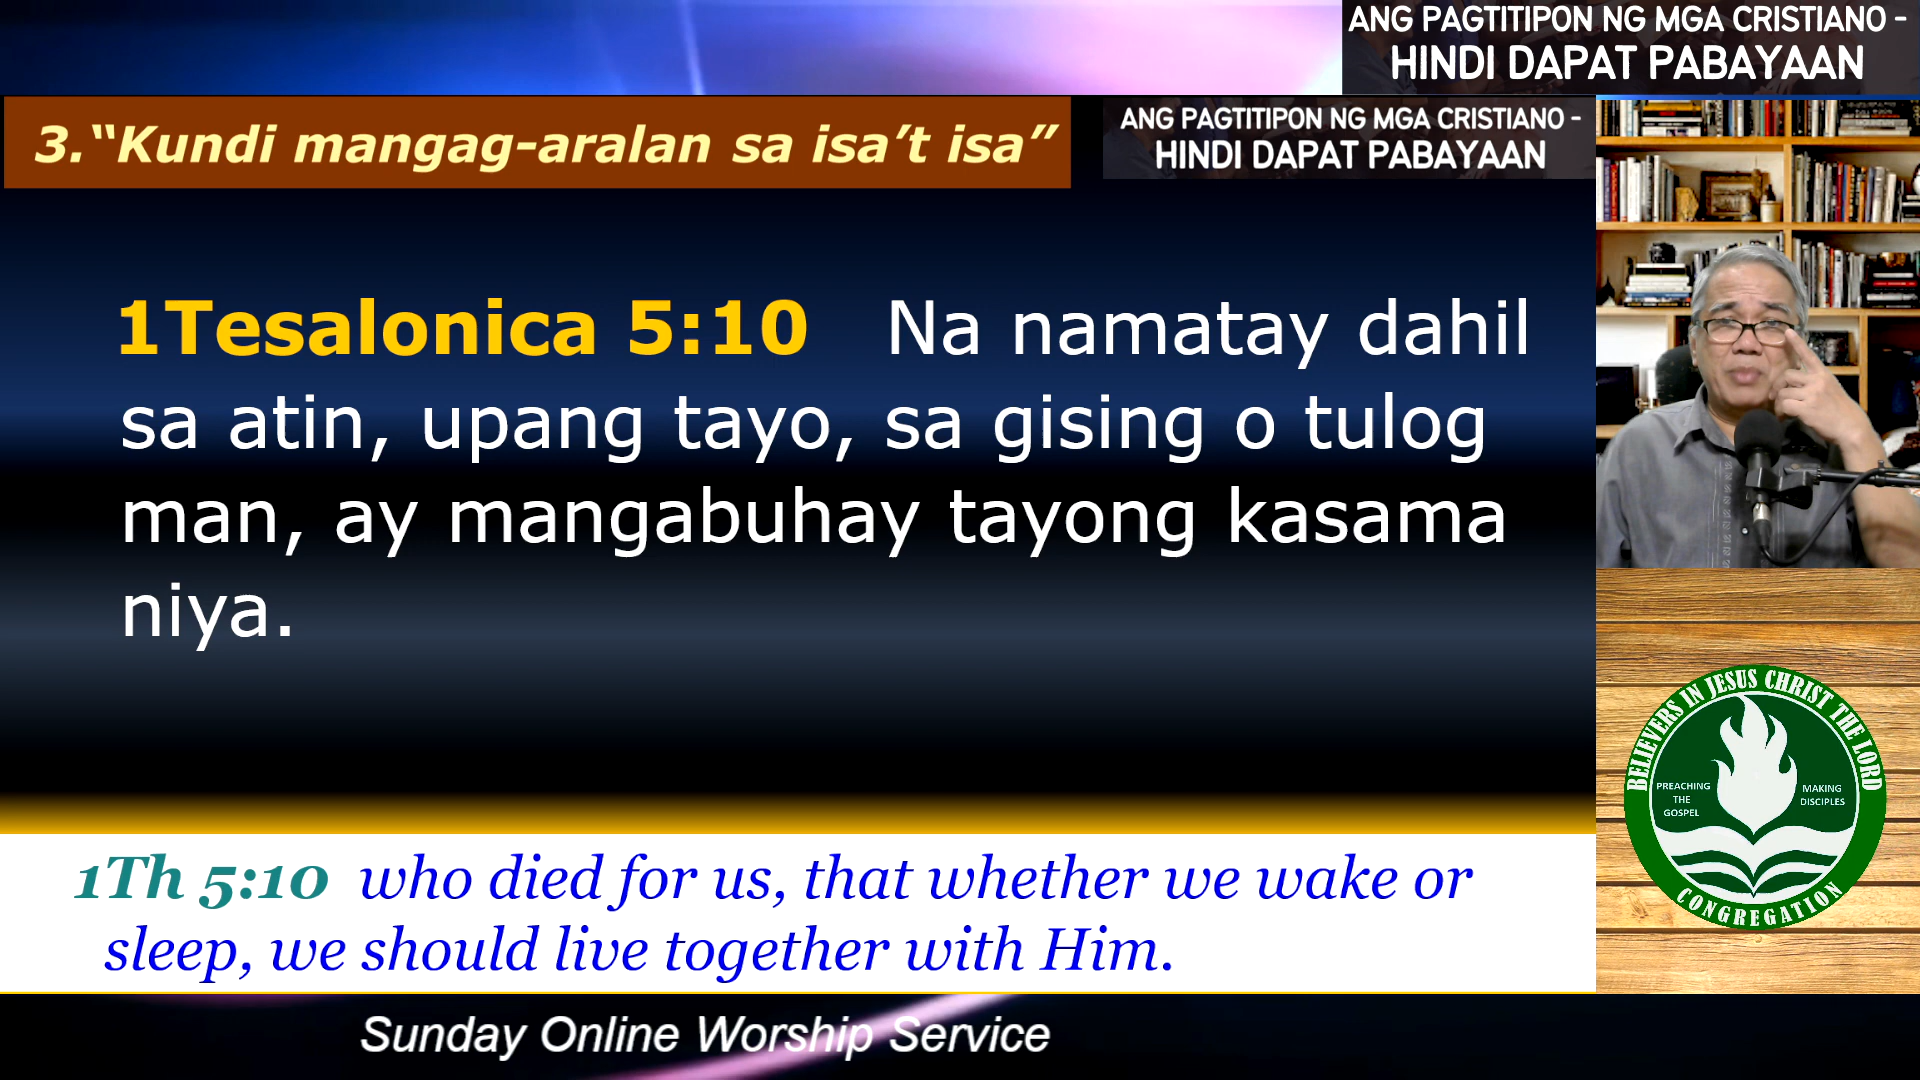 ANG PAGTITIPON NG MGA CRISTIANO -
HINDI DAPAT PABAYAAN
3.“Kundi mangag-aralan sa isa’t isa”
ANG PAGTITIPON NG MGA CRISTIANO -
HINDI DAPAT PABAYAAN
1Tesalonica 5:10 Na namatay dahil
sa atin, upang tayo, sa gising o tulog
man, ay mangabuhay tayong kasama
niya.
BELIEVERS IN JESUS CHRIST THE LORD
PREACHING
THE
GOSPEL
MAKING
DISCIPLES
CONGREGATION
1Th 5:10 who died for us, that whether we wake or
sleep, we should live together with Him.
Sunday Online Worship Service